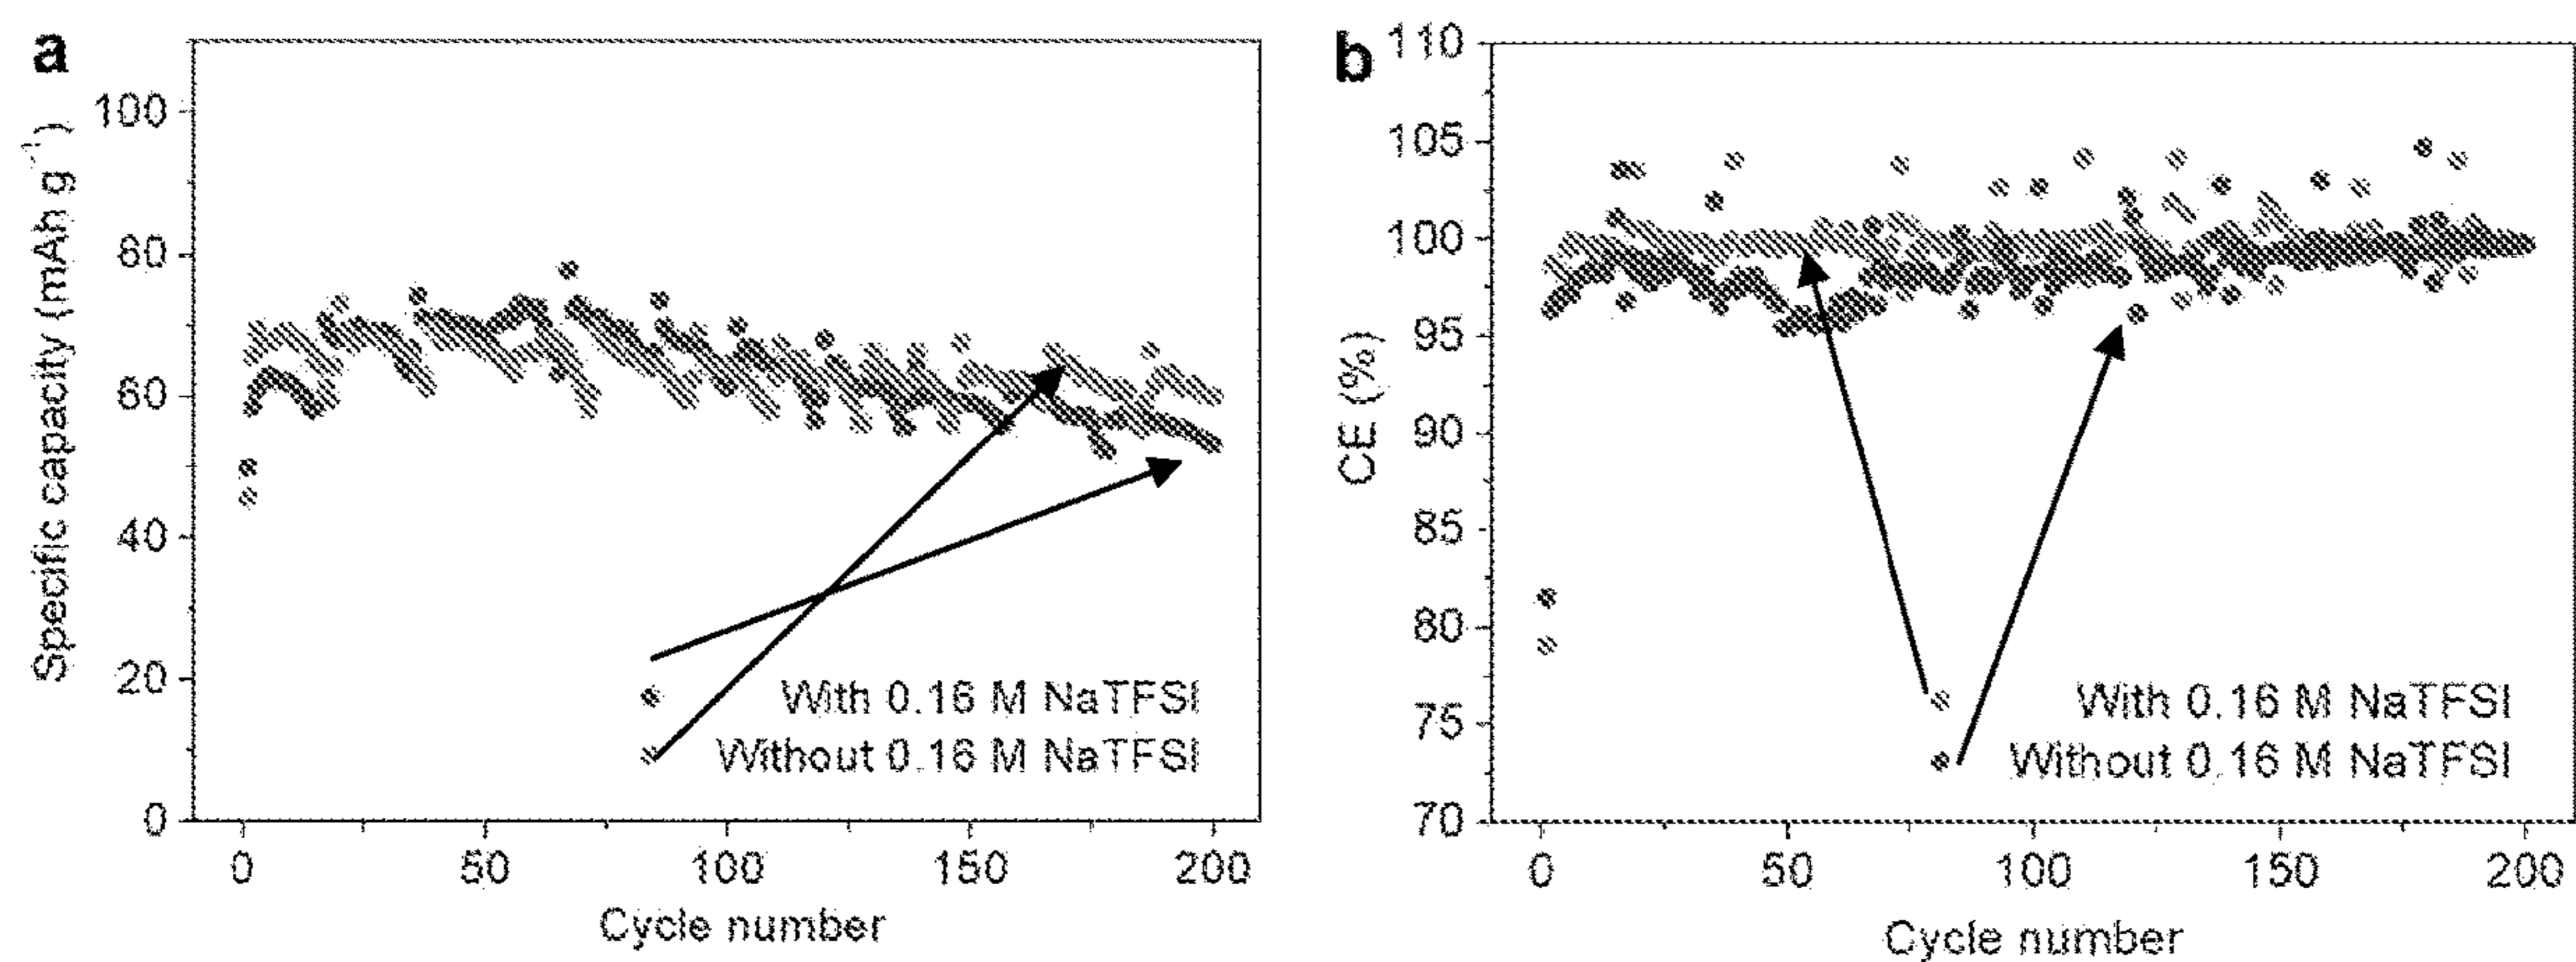 a
Specific capacity (mAh g⁻¹)
100
80
60
40
20
0
With 0.16 M NaTFSI
Without 0.16 M NaTFSI
0 50 100 150 200
Cycle number
b
CE (%)
110
105
100
95
90
85
80
75
70
With 0.16 M NaTFSI
Without 0.16 M NaTFSI
0 50 100 150 200
Cycle number